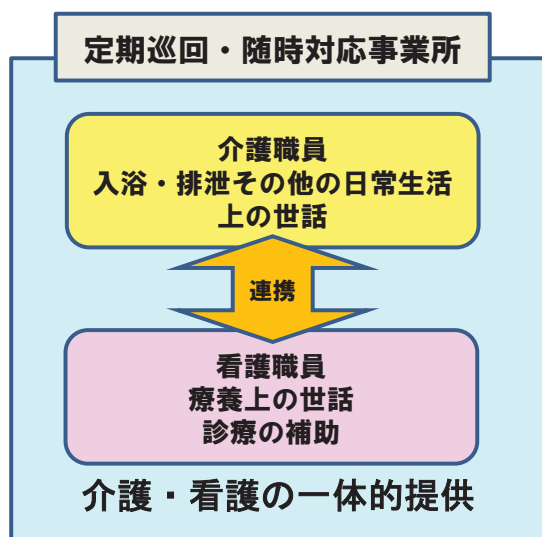 定期巡回・随時対応事業所
介護職員
入浴・排泄その他の日常生活
上の世話
連携
看護職員
療養上の世話
診療の補助
介護・看護の一体的提供